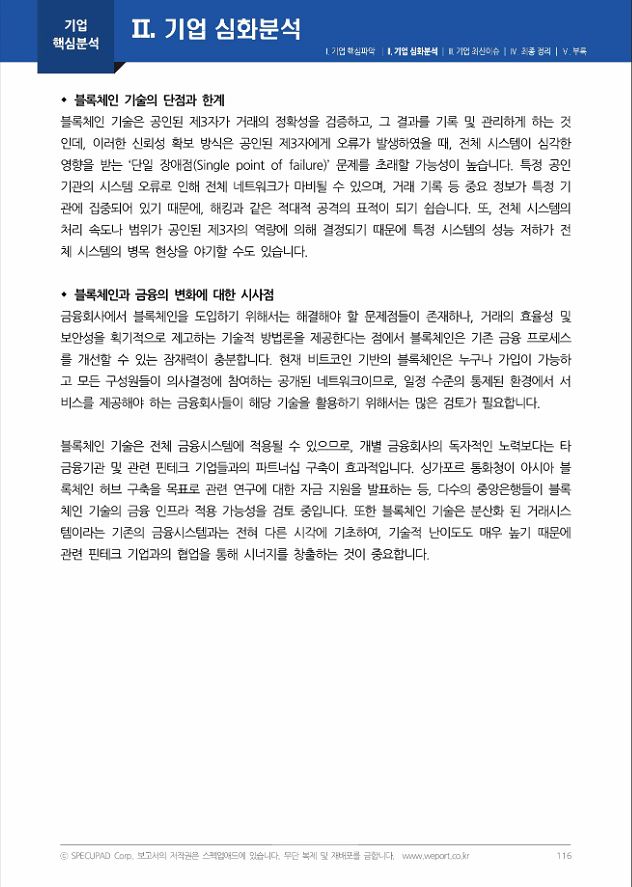 기업
핵심분석
Ⅱ. 기업 심화분석
Ⅰ. 기업 핵심파악 | Ⅱ. 기업 심화분석 | Ⅲ. 기업 최신이슈 | Ⅳ. 최종 정리 | Ⅴ. 부록
◆ 블록체인 기술의 단점과 한계
블록체인 기술은 공인된 제3자가 거래의 정확성을 검증하고, 그 결과를 기록 및 관리하게 하는 것
인데, 이러한 신뢰성 확보 방식은 공인된 제3자에게 오류가 발생하였을 때, 전체 시스템이 심각한
영향을 받는 '단일 장애점(Single point of failure)' 문제를 초래할 가능성이 높습니다. 특정 공인
기관의 시스템 오류로 인해 전체 네트워크가 마비될 수 있으며, 거래 기록 등 중요 정보가 특정 기
관에 집중되어 있기 때문에, 해킹과 같은 적대적 공격의 표적이 되기 쉽습니다. 또, 전체 시스템의
처리 속도나 범위가 공인된 제3자의 역량에 의해 결정되기 때문에 특정 시스템의 성능 저하가 전
체 시스템의 병목 현상을 야기할 수도 있습니다.
◆ 블록체인과 금융의 변화에 대한 시사점
금융회사에서 블록체인을 도입하기 위해서는 해결해야 할 문제점들이 존재하나, 거래의 효율성 및
보안성을 획기적으로 제고하는 기술적 방법론을 제공한다는 점에서 블록체인은 기존 금융 프로세스
를 개선할 수 있는 잠재력이 충분합니다. 현재 비트코인 기반의 블록체인은 누구나 가입이 가능하
고 모든 구성원들이 의사결정에 참여하는 공개된 네트워크이므로, 일정 수준의 통제된 환경에서 서
비스를 제공해야 하는 금융회사들이 해당 기술을 활용하기 위해서는 많은 검토가 필요합니다.
블록체인 기술은 전체 금융시스템에 적용될 수 있으므로, 개별 금융회사의 독자적인 노력보다는 타
금융기관 및 관련 핀테크 기업들과의 파트너십 구축이 효과적입니다. 싱가포르 통화청이 아시아 블
록체인 허브 구축을 목표로 관련 연구에 대한 자금 지원을 발표하는 등, 다수의 중앙은행들이 블록
체인 기술의 금융 인프라 적용 가능성을 검토 중입니다. 또한 블록체인 기술은 분산화 된 거래시스
템이라는 기존의 금융시스템과는 전혀 다른 시각에 기초하여, 기술적 난이도도 매우 높기 때문에
관련 핀테크 기업과의 협업을 통해 시너지를 창출하는 것이 중요합니다.
ⓒ SPECUPAD Corp. 보고서의 저작권은 스펙업애드에 있습니다. 무단 복제 및 재배포를 금합니다. www.weport.co.kr
116